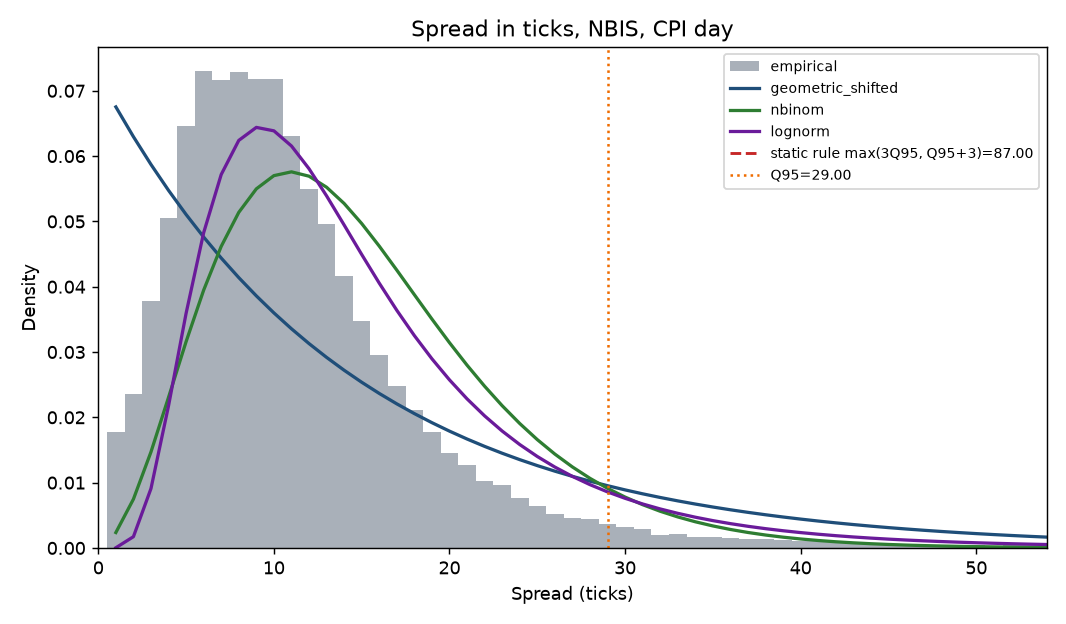 Spread in ticks, NBIS, CPI day
empirical
geometric_shifted
nbinom
lognorm
static rule max(3Q95, Q95+3)=87.00
Q95=29.00
Density
0.07
0.06
0.05
0.04
0.03
0.02
0.01
0.00
0 10 20 30 40 50
Spread (ticks)